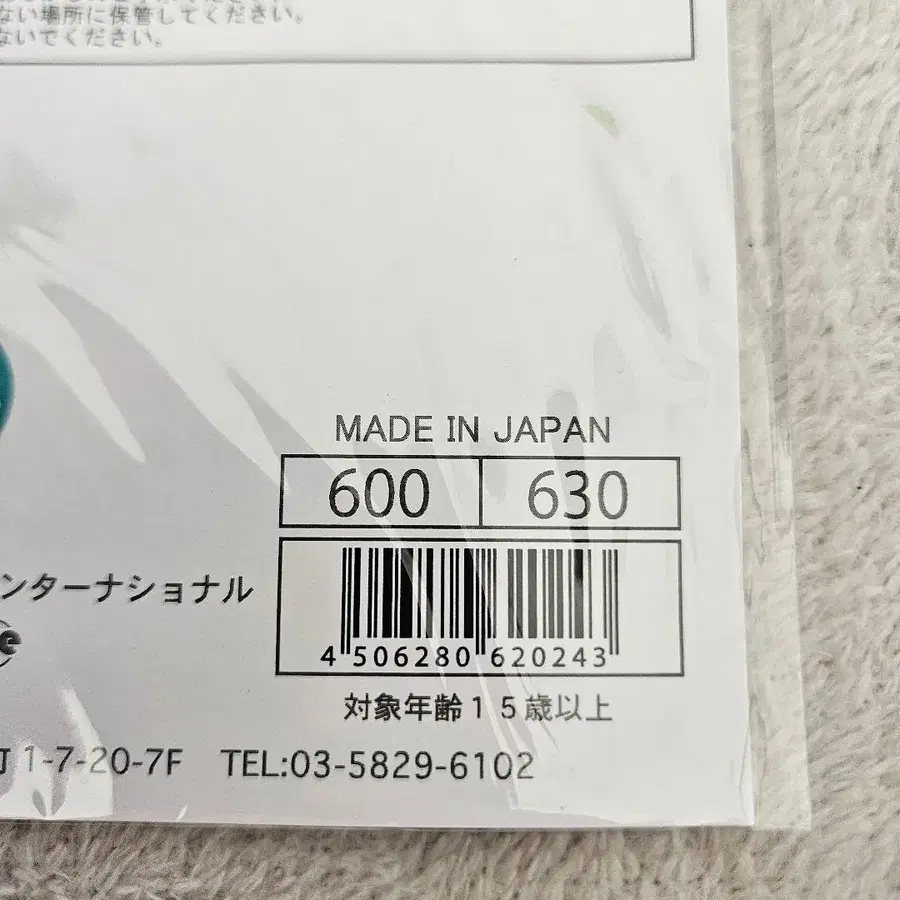 ない場所に保管してください。
ないでください。
MADE IN JAPAN
600 630
ンターナショナル
4 506280 620243
対象年齢15歳以上
町 1-7-20-7F TEL:03-5829-6102